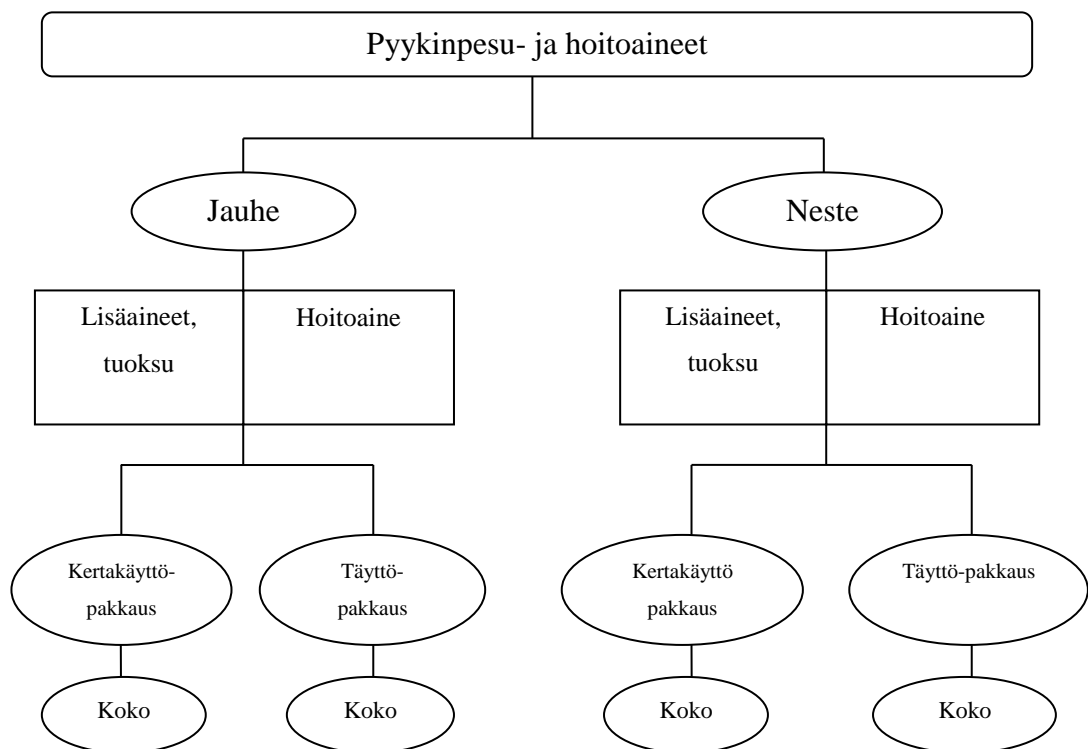 Pyykinpesu- ja hoitoaineet
Jauhe
Neste
Lisäaineet,
tuoksu
Hoitoaine
Lisäaineet,
tuoksu
Hoitoaine
Kertakäyttö-
pakkaus
Täyttö-
pakkaus
Kertakäyttö
pakkaus
Täyttö-pakkaus
Koko
Koko
Koko
Koko